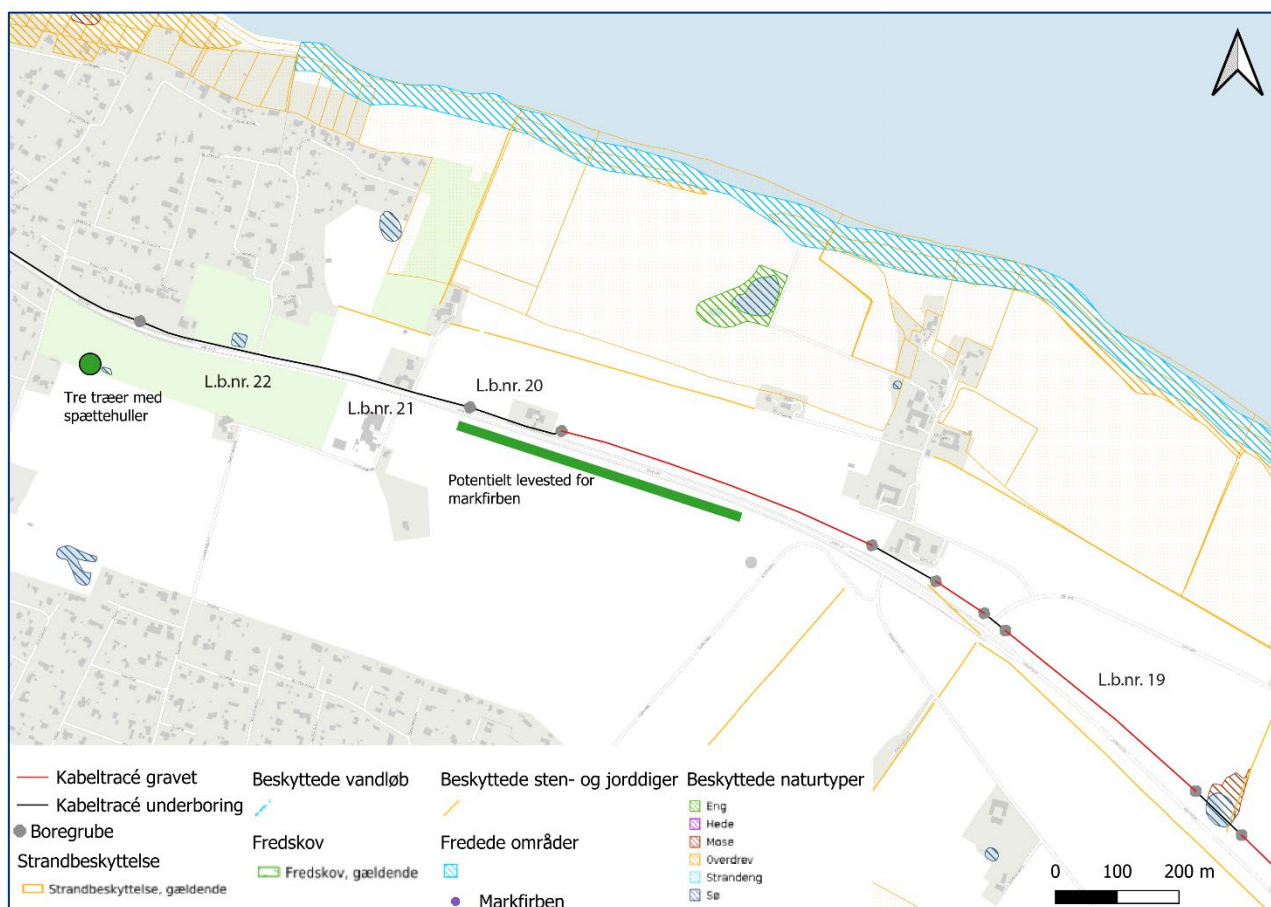 L.b.nr. 22
L.b.nr. 21
L.b.nr. 20
Tre træer med
spættehuller
Potentielt levested for
markfirben
L.b.nr. 19
Kabeltracé gravet
Kabeltracé underboring
Boregrube
Strandbeskyttelse
Strandbeskyttelse, gældende
Beskyttede vandløb
Fredskov
Fredskov, gældende
Beskyttede sten- og jorddiger
Fredede områder
Markfirben
Beskyttede naturtyper
Eng
Hede
Mose
Overdrev
Strandeng
Sø
0 100 200 m